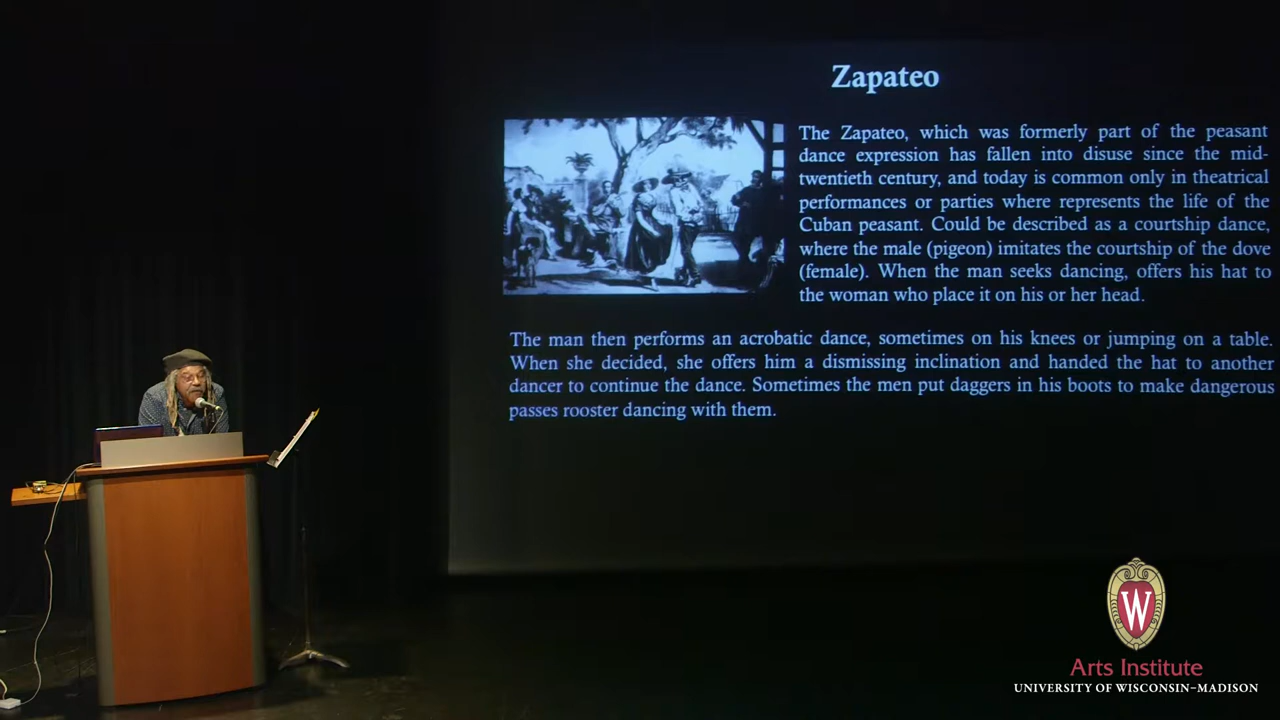 Zapateo
The Zapateo, which was formerly part of the peasant
dance expression has fallen into disuse since the mid-
twentieth century, and today is common only in theatrical
performances or parties where represents the life of the
Cuban peasant. Could be described as a courtship dance,
where the male (pigeon) imitates the courtship of the dove
(female). When the man seeks dancing, offers his hat to
the woman who place it on his or her head.
The man then performs an acrobatic dance, sometimes on his knees or jumping on a table.
When she decided, she offers him a dismissing inclination and handed the hat to another
dancer to continue the dance. Sometimes the men put daggers in his boots to make dangerous
passes rooster dancing with them.
W
Arts Institute
UNIVERSITY OF WISCONSIN–MADISON